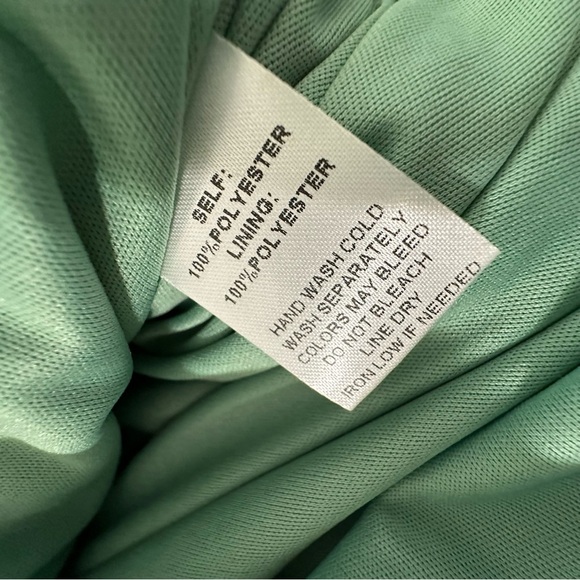 SELF:
100%POLYESTER
LINING:
100%POLYESTER
HAND WASH COLD
WASH SEPARATELY
COLORS MAY BLEED
DO NOT BLEACH
LINE DRY
IRON LOW IF NEEDED